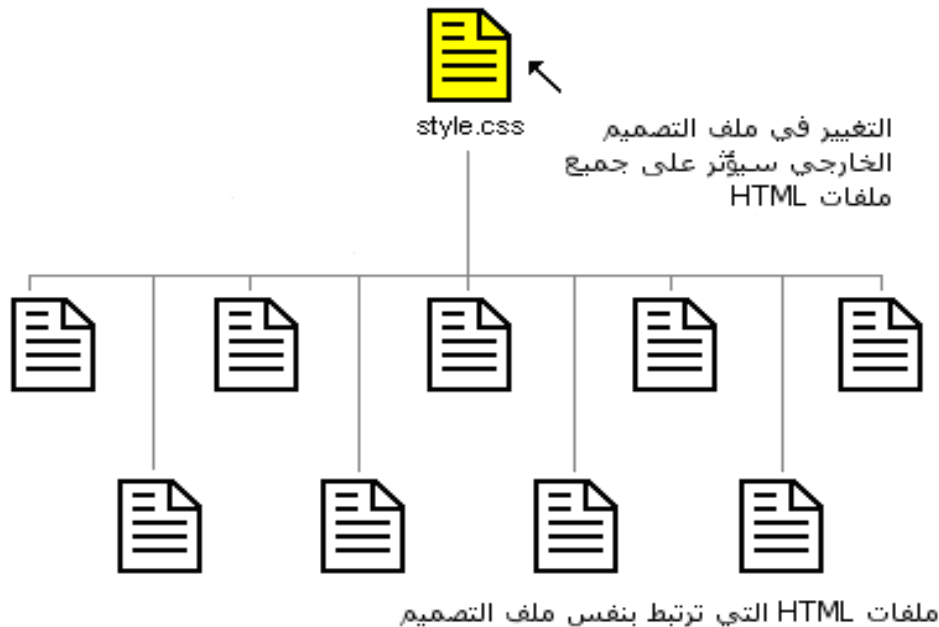 style.css
التغيير في ملف التصميم
الخارجي سيؤثر على جميع
ملفات HTML
ملفات HTML التي ترتبط بنفس ملف التصميم